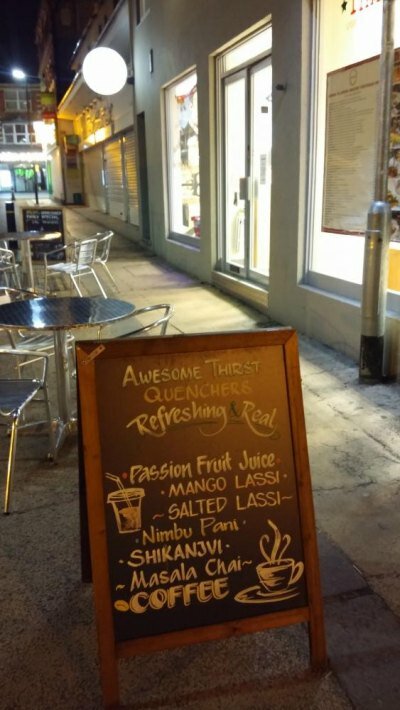 AWESOME THIRST
QUENCHERS
Refreshing & Real
• Passion Fruit Juice •
• MANGO LASSI •
~ SALTED LASSI ~
• Nimbu Pani •
• SHIKANJVI •
~ Masala Chai ~
COFFEE